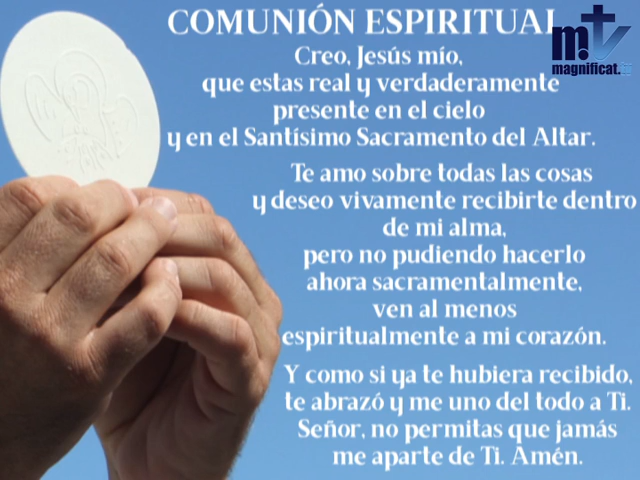 COMUNIÓN ESPIRITUAL
Creo, Jesús mío,
que estas real y verdaderamente
presente en el cielo
y en el Santísimo Sacramento del Altar.
Te amo sobre todas las cosas
y deseo vivamente recibirte dentro
de mi alma,
pero no pudiendo hacerlo
ahora sacramentalmente,
ven al menos
espiritualmente a mi corazón.
Y como si ya te hubiera recibido,
te abrazó y me uno del todo a Ti.
Señor, no permitas que jamás
me aparte de Ti. Amén.
mtv
magnificat.tv